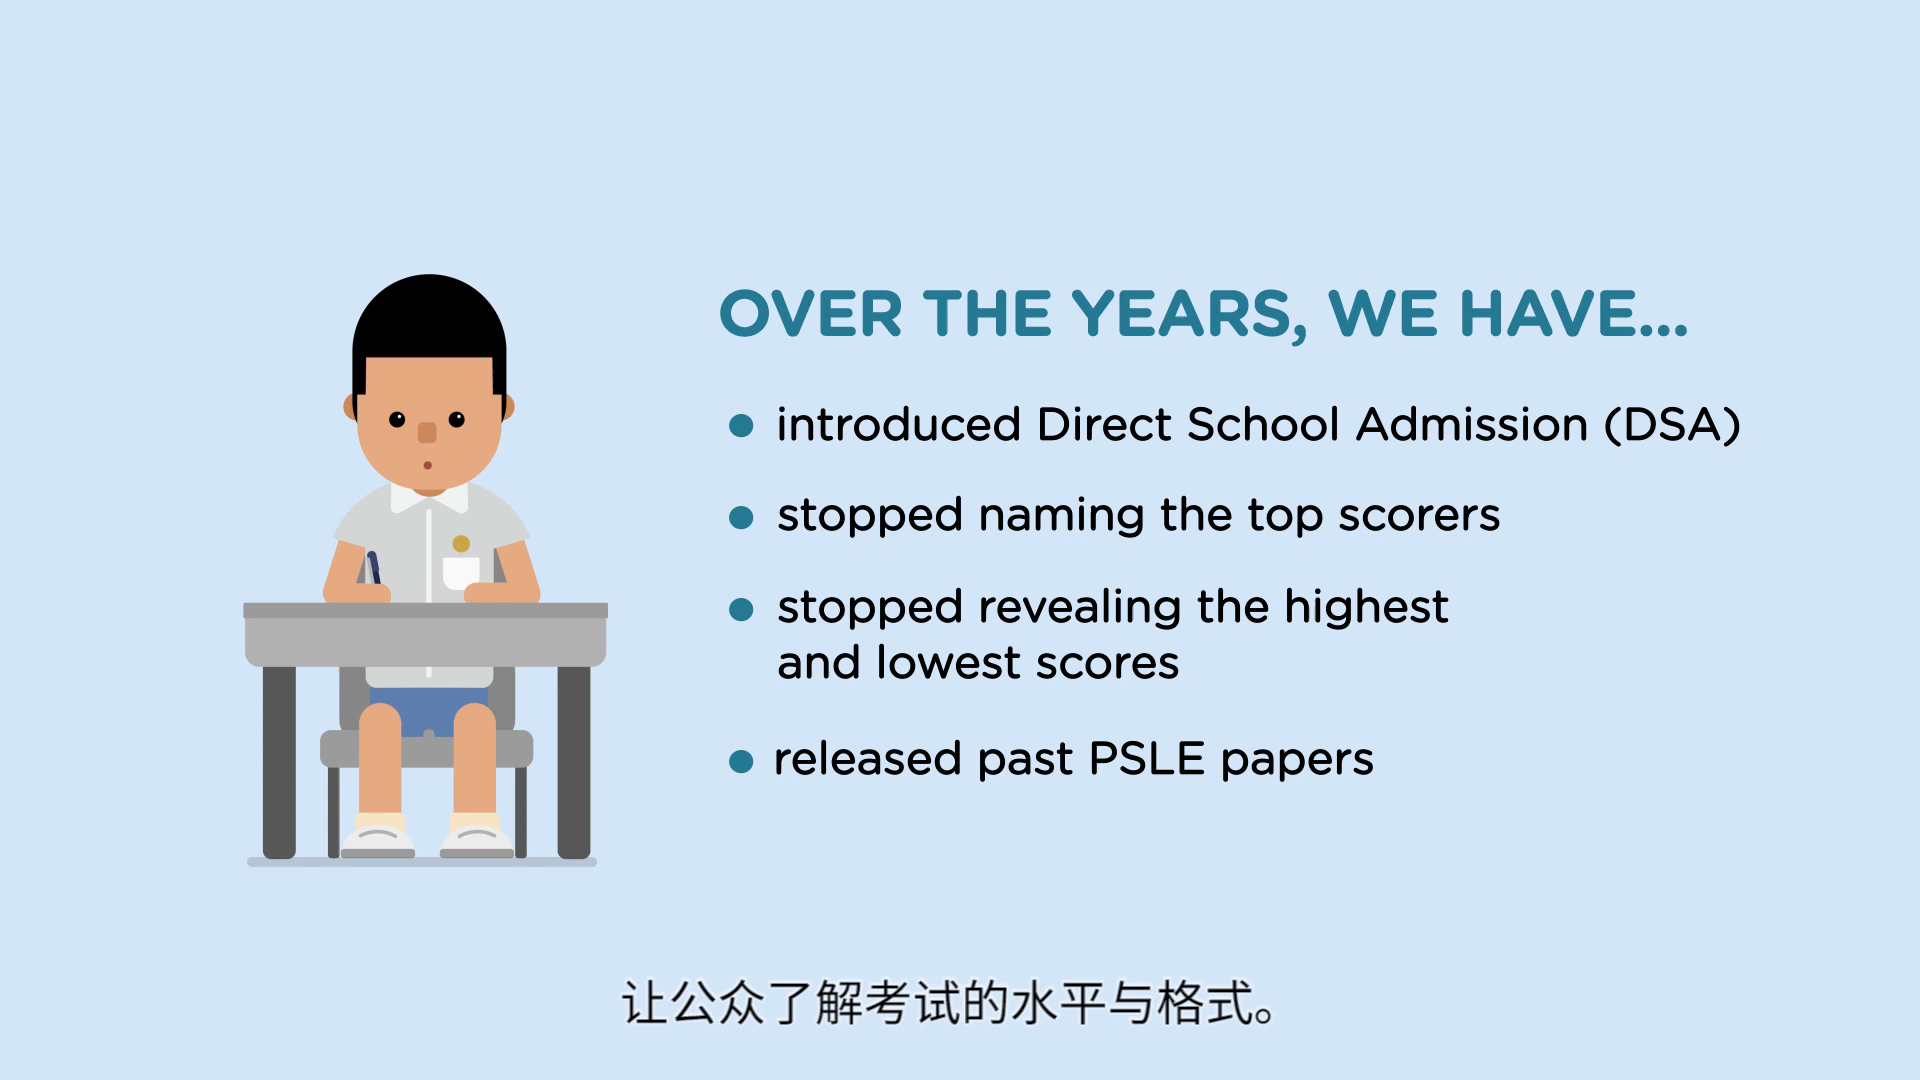 OVER THE YEARS, WE HAVE...
introduced Direct School Admission (DSA)
stopped naming the top scorers
stopped revealing the highest
and lowest scores
released past PSLE papers
让公众了解考试的水平与格式。